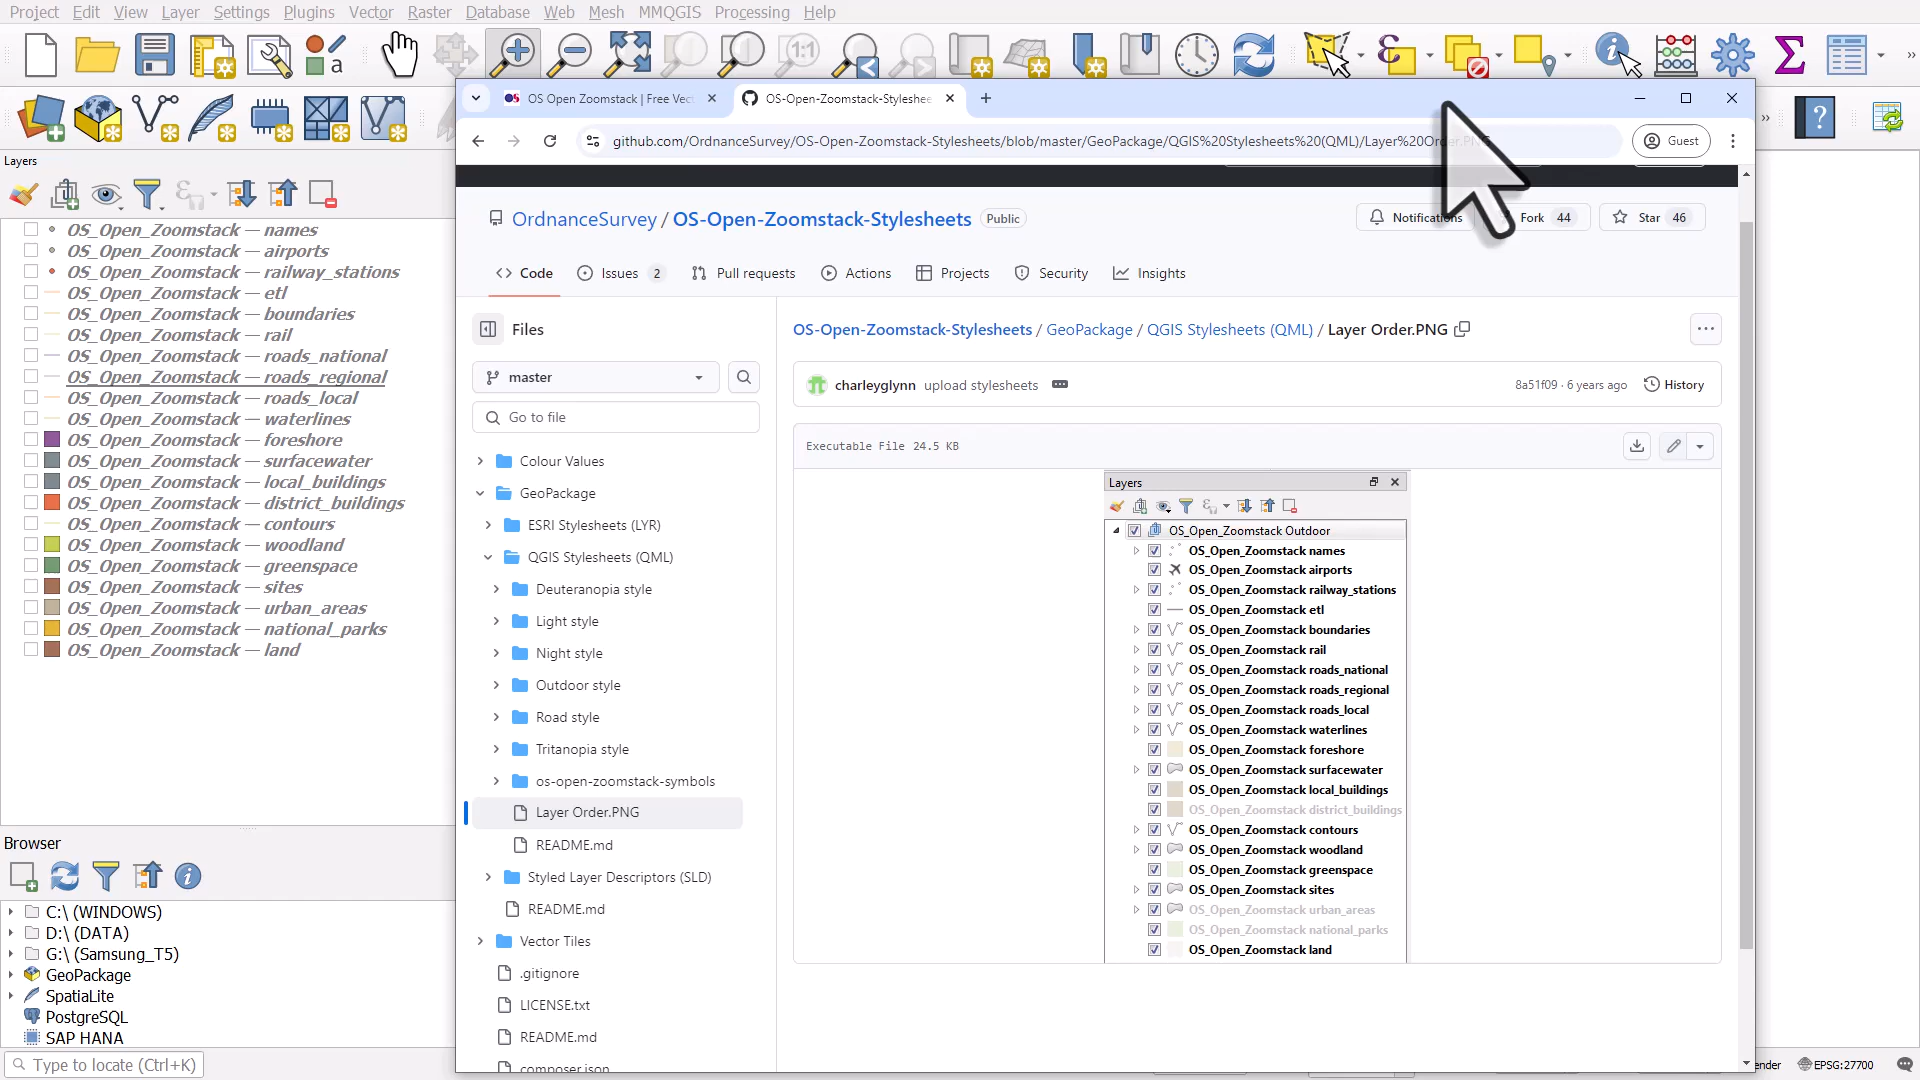 Project Edit View Layer Settings Plugins Vector Raster Database Web Mesh MMQGIS Processing Help
OS Open Zoomstack | Free Vect
OS-Open-Zoomstack-Styleshee
github.com/OrdnanceSurvey/OS-Open-Zoomstack-Stylesheets/blob/master/GeoPackage/QGIS%20Stylesheets%20(QML)/Layer%20Order.PNG
Guest
Layers
OS_Open_Zoomstack — names
OS_Open_Zoomstack — airports
OS_Open_Zoomstack — railway_stations
OS_Open_Zoomstack — etl
OS_Open_Zoomstack — boundaries
OS_Open_Zoomstack — rail
OS_Open_Zoomstack — roads_national
OS_Open_Zoomstack — roads_regional
OS_Open_Zoomstack — roads_local
OS_Open_Zoomstack — waterlines
OS_Open_Zoomstack — foreshore
OS_Open_Zoomstack — surfacewater
OS_Open_Zoomstack — local_buildings
OS_Open_Zoomstack — district_buildings
OS_Open_Zoomstack — contours
OS_Open_Zoomstack — woodland
OS_Open_Zoomstack — greenspace
OS_Open_Zoomstack — sites
OS_Open_Zoomstack — urban_areas
OS_Open_Zoomstack — national_parks
OS_Open_Zoomstack — land
Browser
C:\ (WINDOWS)
D:\ (DATA)
G:\ (Samsung_T5)
GeoPackage
SpatiaLite
PostgreSQL
SAP HANA
Type to locate (Ctrl+K)
OrdnanceSurvey / OS-Open-Zoomstack-Stylesheets Public
Notifications Fork 44 Star 46
Code Issues 2 Pull requests Actions Projects Security Insights
Files
master
Go to file
Colour Values
GeoPackage
ESRI Stylesheets (LYR)
QGIS Stylesheets (QML)
Deuteranopia style
Light style
Night style
Outdoor style
Road style
Tritanopia style
os-open-zoomstack-symbols
Layer Order.PNG
README.md
Styled Layer Descriptors (SLD)
README.md
Vector Tiles
.gitignore
LICENSE.txt
README.md
composer.json
OS-Open-Zoomstack-Stylesheets / GeoPackage / QGIS Stylesheets (QML) / Layer Order.PNG
charleyglynn upload stylesheets
8a51f09 · 6 years ago History
Executable File 24.5 KB
Layers
OS_Open_Zoomstack Outdoor
OS_Open_Zoomstack names
OS_Open_Zoomstack airports
OS_Open_Zoomstack railway_stations
OS_Open_Zoomstack etl
OS_Open_Zoomstack boundaries
OS_Open_Zoomstack rail
OS_Open_Zoomstack roads_national
OS_Open_Zoomstack roads_regional
OS_Open_Zoomstack roads_local
OS_Open_Zoomstack waterlines
OS_Open_Zoomstack foreshore
OS_Open_Zoomstack surfacewater
OS_Open_Zoomstack local_buildings
OS_Open_Zoomstack district_buildings
OS_Open_Zoomstack contours
OS_Open_Zoomstack woodland
OS_Open_Zoomstack greenspace
OS_Open_Zoomstack sites
OS_Open_Zoomstack urban_areas
OS_Open_Zoomstack national_parks
OS_Open_Zoomstack land
ender EPSG:27700